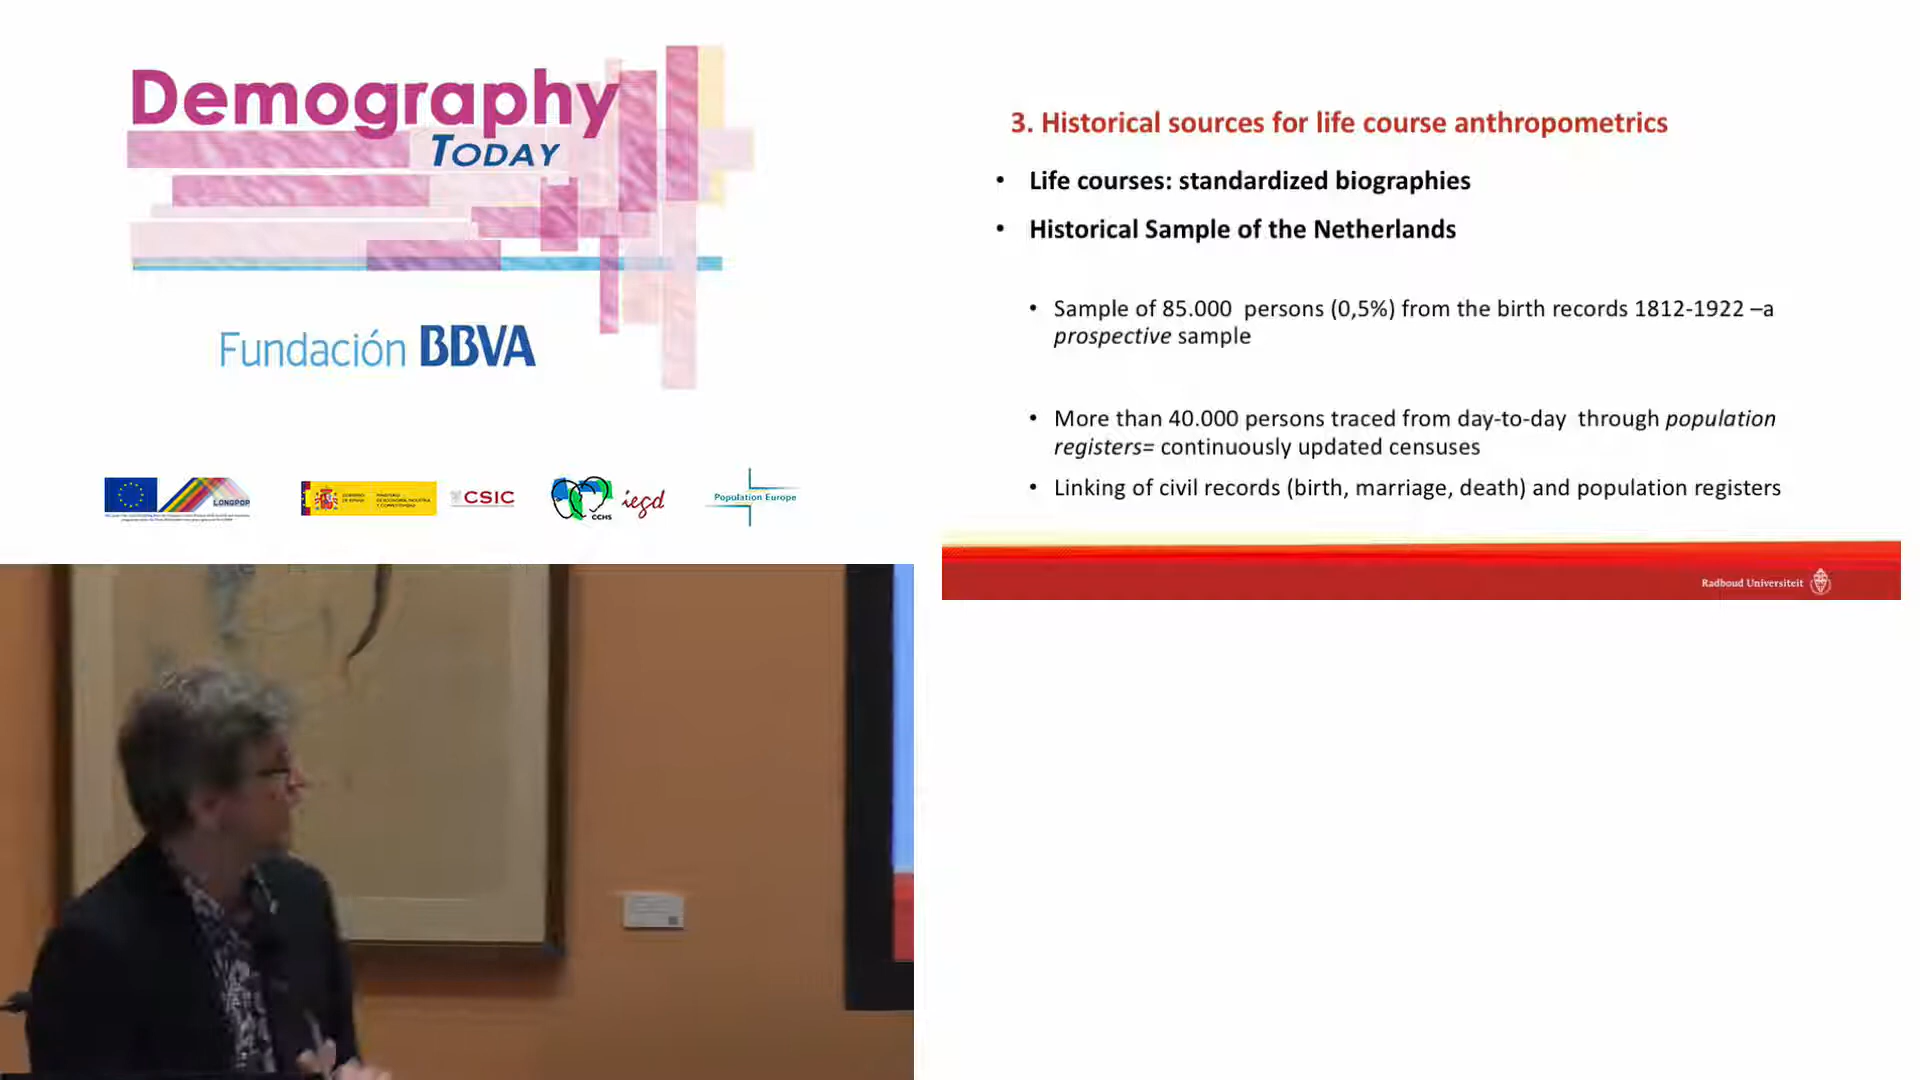 Demography
TODAY
Fundación BBVA
LONGPOP
CSIC
CCHS
iegd
Population Europe
3. Historical sources for life course anthropometrics
• Life courses: standardized biographies
• Historical Sample of the Netherlands
• Sample of 85.000 persons (0,5%) from the birth records 1812-1922 –a
prospective sample
• More than 40.000 persons traced from day-to-day through population
registers= continuously updated censuses
• Linking of civil records (birth, marriage, death) and population registers
Radboud Universiteit